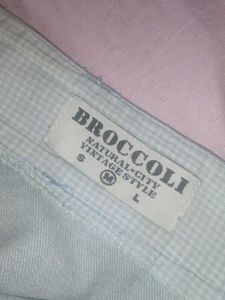 BROCCOLI
NATURAL-CITY
VINTAGE STYLE
S M L